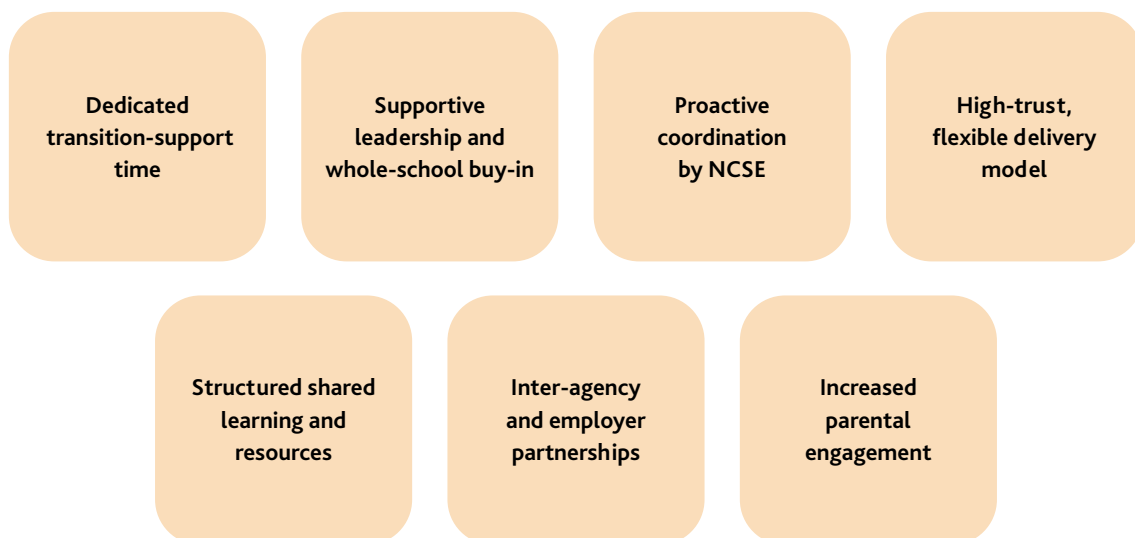 Dedicated
transition-support
time
Supportive
leadership and
whole-school buy-in
Proactive
coordination
by NCSE
High-trust,
flexible delivery
model
Structured shared
learning and
resources
Inter-agency
and employer
partnerships
Increased
parental
engagement